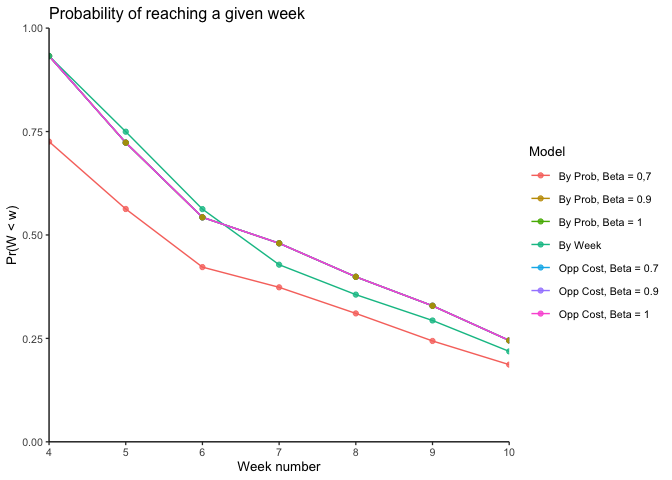 Probability of reaching a given week
1.00
0.75
0.50
0.25
0.00
Pr(W < w)
4 5 6 7 8 9 10
Week number
Model
By Prob, Beta = 0,7
By Prob, Beta = 0.9
By Prob, Beta = 1
By Week
Opp Cost, Beta = 0.7
Opp Cost, Beta = 0.9
Opp Cost, Beta = 1